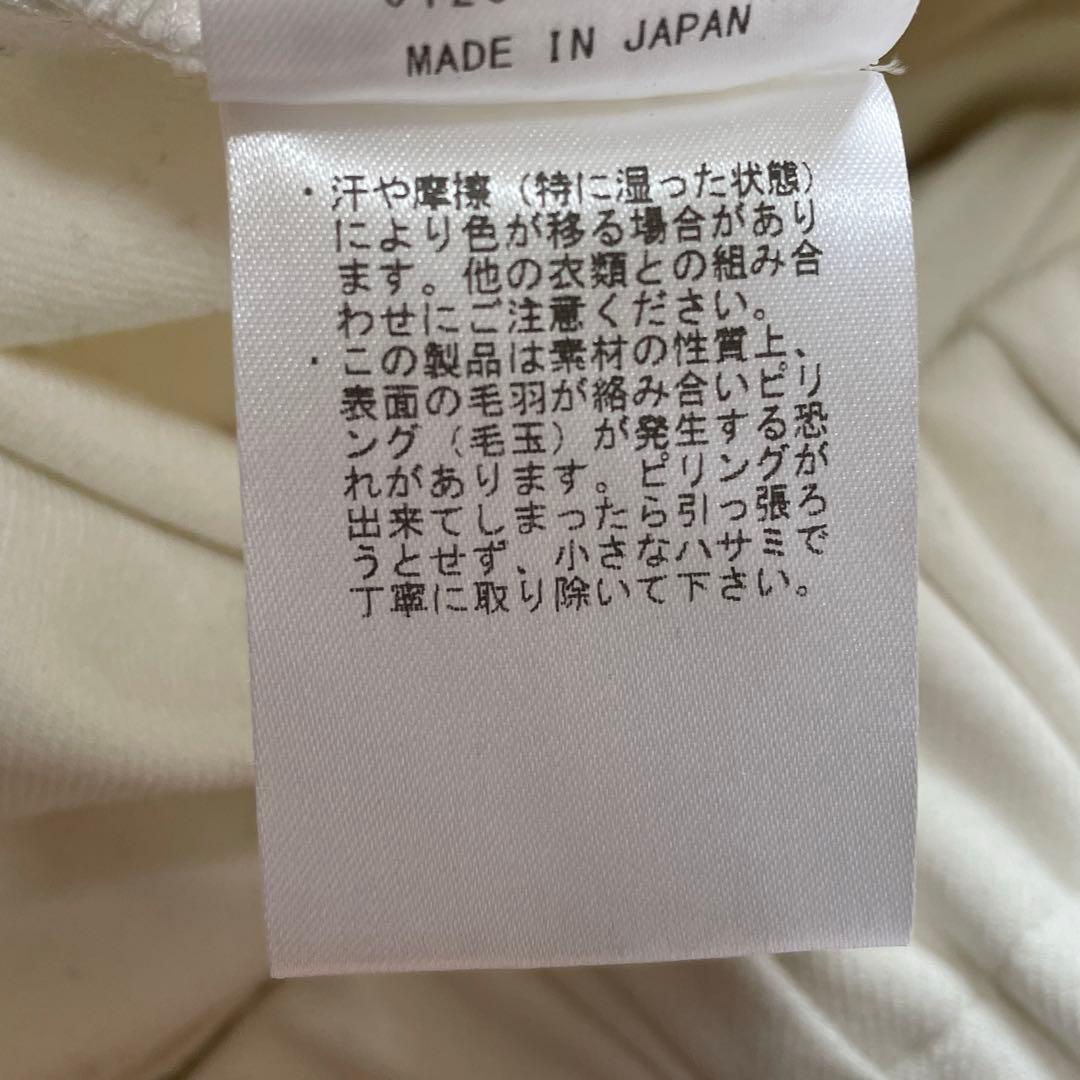 MADE IN JAPAN
・汗や摩擦（特に湿った状態）
により色が移る場合があり
ます。他の衣類との組み合
わせにご注意ください。
・この製品は素材の性質上、
表面の毛羽が絡み合いピリ
ング（毛玉）が発生する恐
れがあります。ピリングが
出来てしまったら引っ張ろ
うとせず、小さなハサミで
丁寧に取り除いて下さい。